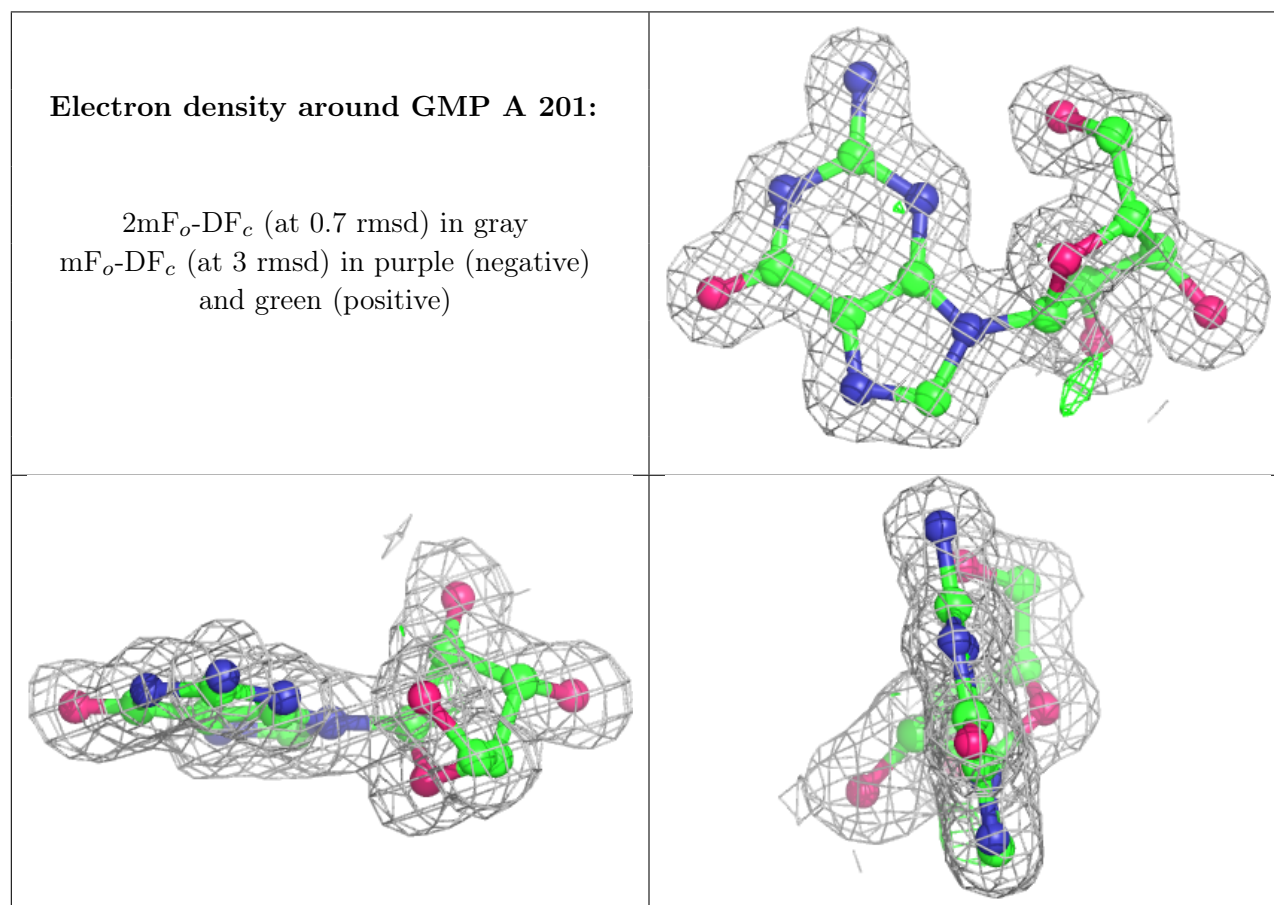 Electron density around GMP A 201:
2mFₒ-DF𝒸 (at 0.7 rmsd) in gray
mFₒ-DF𝒸 (at 3 rmsd) in purple (negative)
and green (positive)